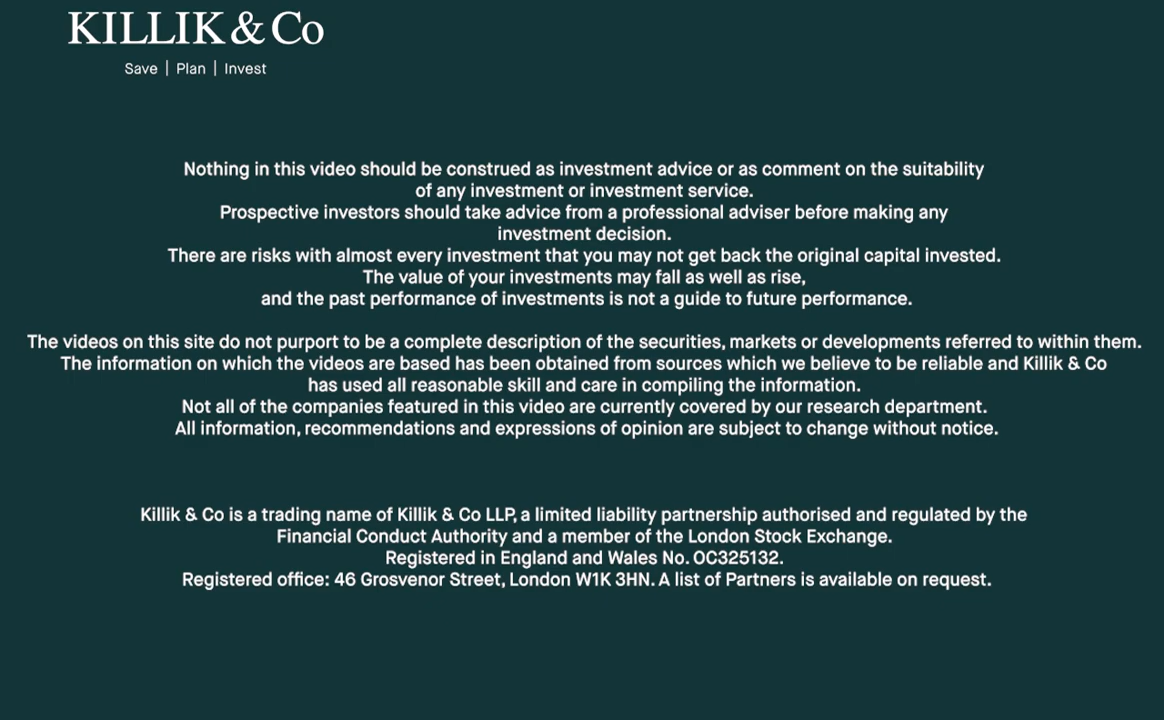 KILLIK & Co
Save | Plan | Invest
Nothing in this video should be construed as investment advice or as comment on the suitability
of any investment or investment service.
Prospective investors should take advice from a professional adviser before making any
investment decision.
There are risks with almost every investment that you may not get back the original capital invested.
The value of your investments may fall as well as rise,
and the past performance of investments is not a guide to future performance.
The videos on this site do not purport to be a complete description of the securities, markets or developments referred to within them.
The information on which the videos are based has been obtained from sources which we believe to be reliable and Killik & Co
has used all reasonable skill and care in compiling the information.
Not all of the companies featured in this video are currently covered by our research department.
All information, recommendations and expressions of opinion are subject to change without notice.
Killik & Co is a trading name of Killik & Co LLP, a limited liability partnership authorised and regulated by the
Financial Conduct Authority and a member of the London Stock Exchange.
Registered in England and Wales No. OC325132.
Registered office: 46 Grosvenor Street, London W1K 3HN. A list of Partners is available on request.